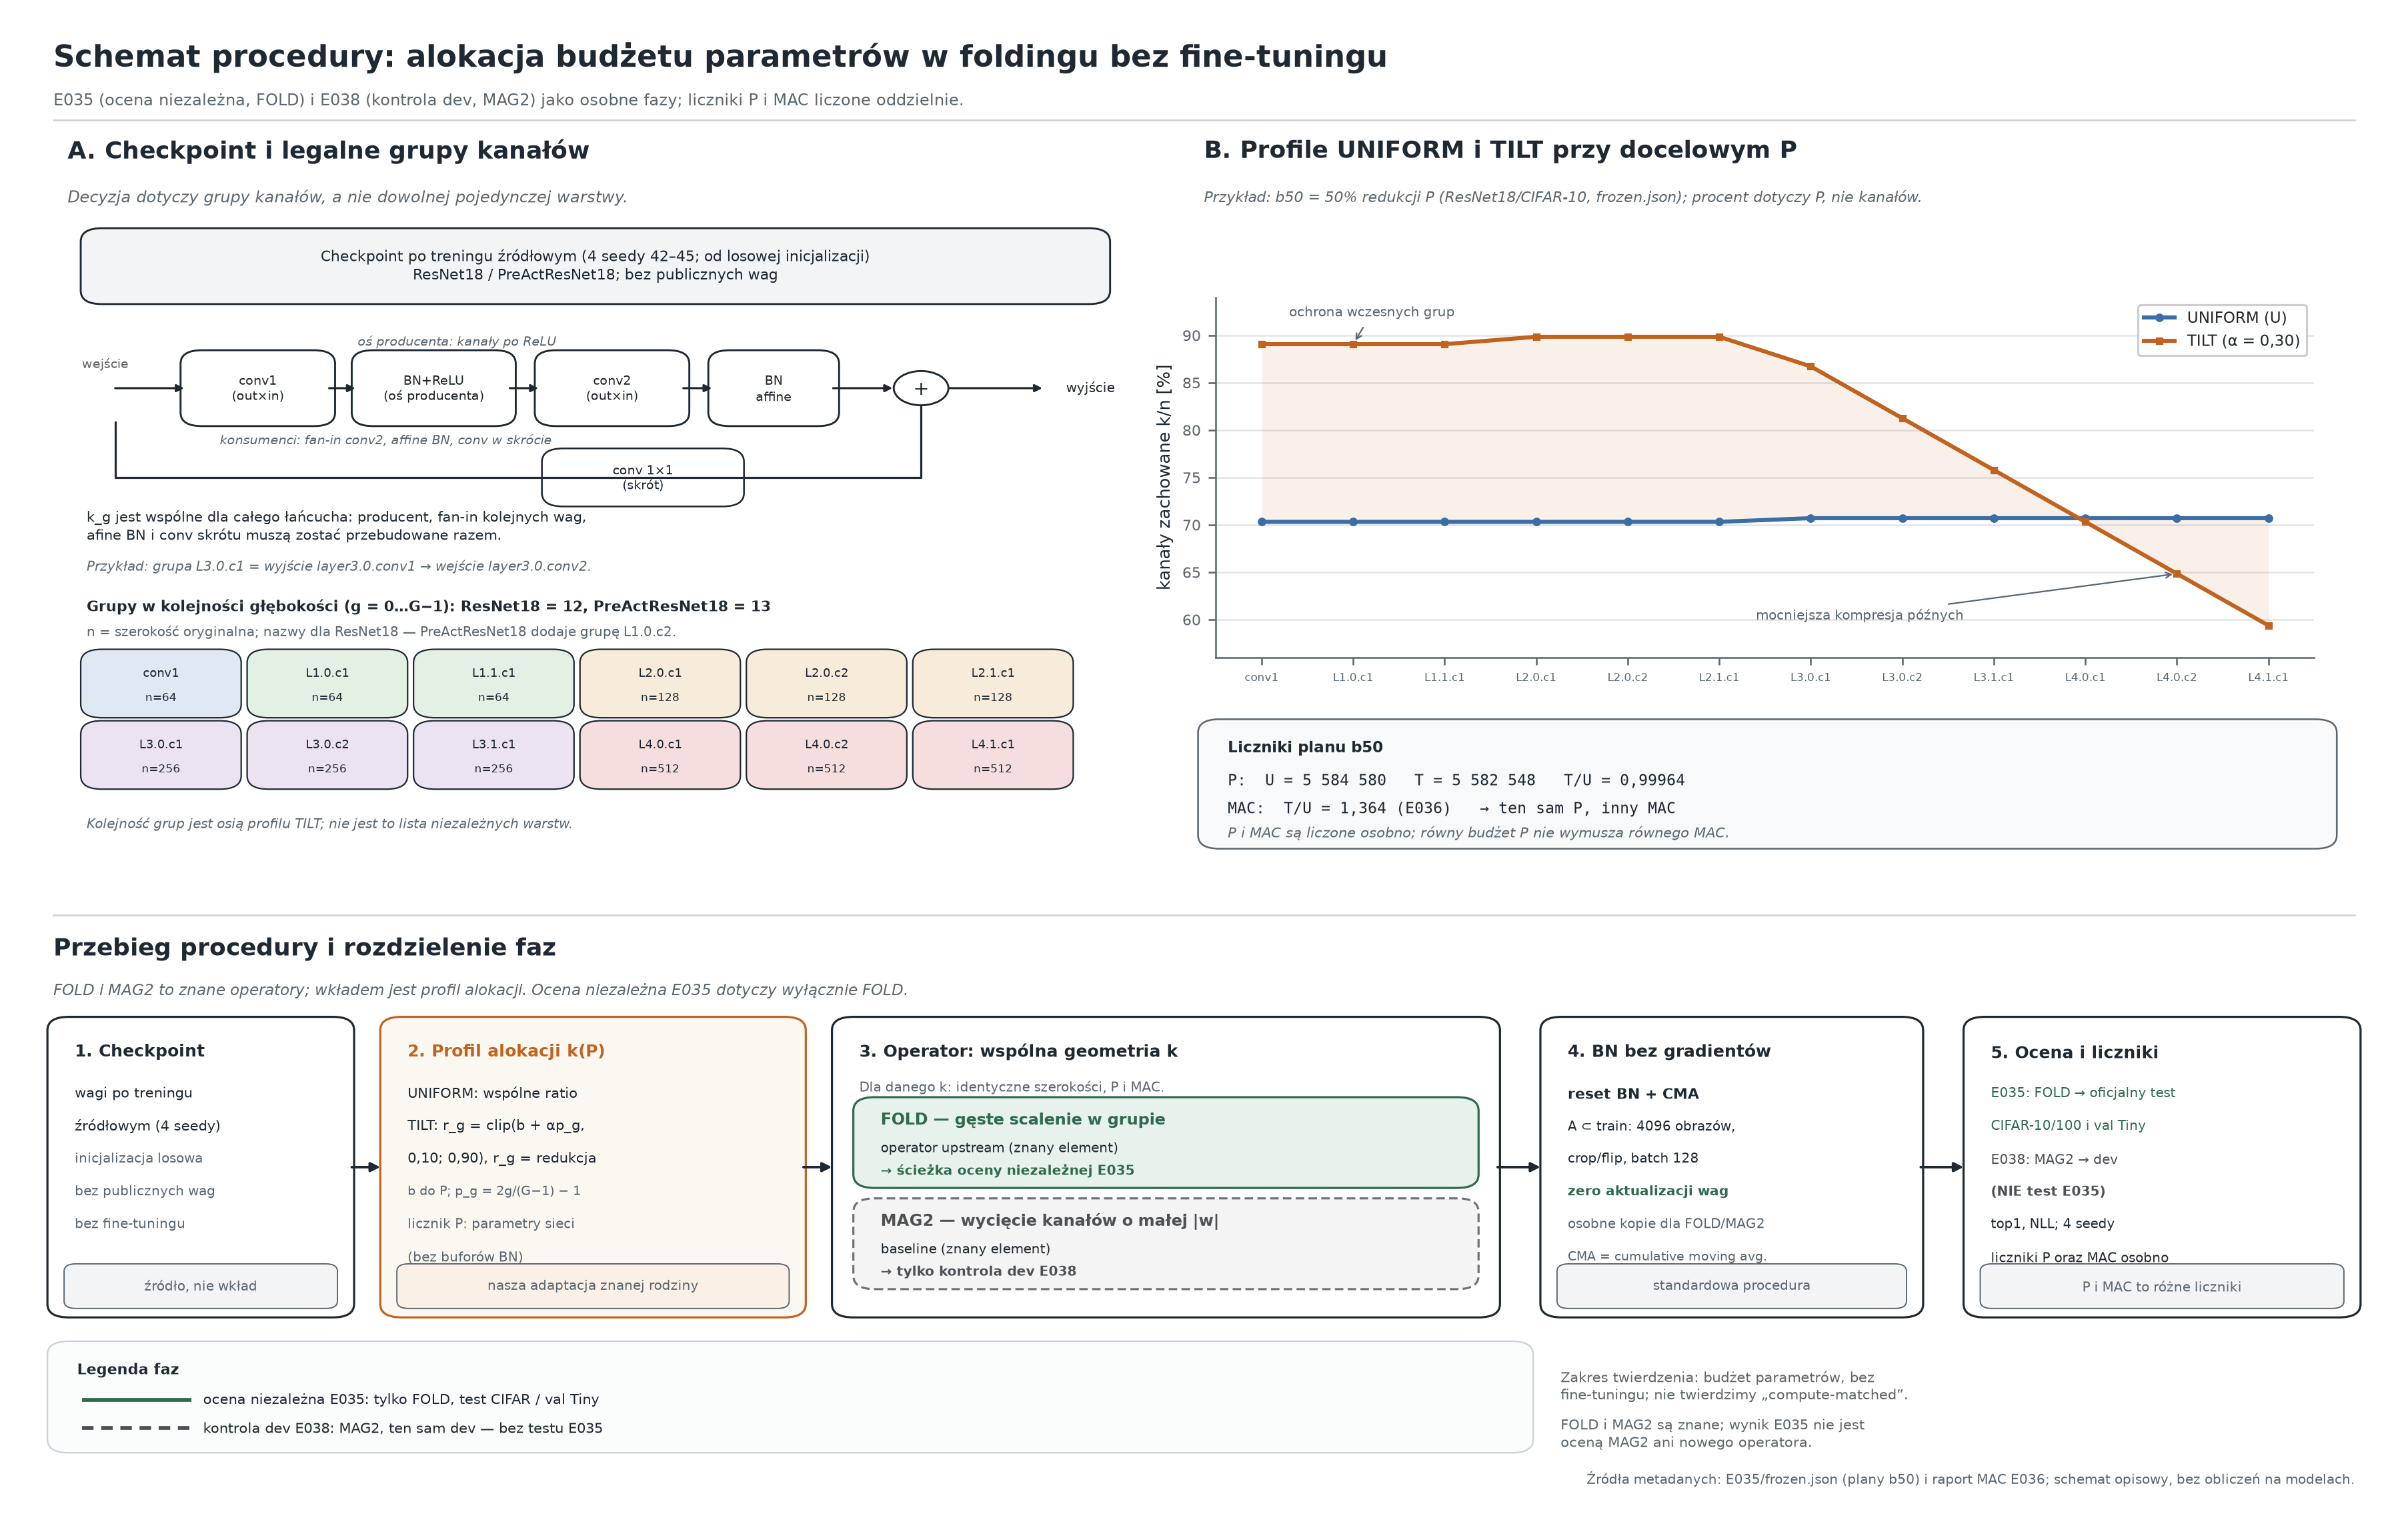 Schemat procedury: alokacja budżetu parametrów w foldingu bez fine-tuningu
E035 (ocena niezależna, FOLD) i E038 (kontrola dev, MAG2) jako osobne fazy; liczniki P i MAC liczone oddzielnie.
A. Checkpoint i legalne grupy kanałów
Decyzja dotyczy grupy kanałów, a nie dowolnej pojedynczej warstwy.
Checkpoint po treningu źródłowym (4 seedy 42–45; od losowej inicjalizacji)
ResNet18 / PreActResNet18; bez publicznych wag
oś producenta: kanały po ReLU
wejście
conv1
(out×in)
BN+ReLU
(oś producenta)
conv2
(out×in)
BN
affine
+
wyjście
konsumenci: fan-in conv2, affine BN, conv w skrócie
conv 1×1
(skrót)
k_g jest wspólne dla całego łańcucha: producent, fan-in kolejnych wag,
afine BN i conv skrótu muszą zostać przebudowane razem.
Przykład: grupa L3.0.c1 = wyjście layer3.0.conv1 → wejście layer3.0.conv2.
Grupy w kolejności głębokości (g = 0…G−1): ResNet18 = 12, PreActResNet18 = 13
n = szerokość oryginalna; nazwy dla ResNet18 — PreActResNet18 dodaje grupę L1.0.c2.
conv1
n=64
L1.0.c1
n=64
L1.1.c1
n=64
L2.0.c1
n=128
L2.0.c2
n=128
L2.1.c1
n=128
L3.0.c1
n=256
L3.0.c2
n=256
L3.1.c1
n=256
L4.0.c1
n=512
L4.0.c2
n=512
L4.1.c1
n=512
Kolejność grup jest osią profilu TILT; nie jest to lista niezależnych warstw.
B. Profile UNIFORM i TILT przy docelowym P
Przykład: b50 = 50% redukcji P (ResNet18/CIFAR-10, frozen.json); procent dotyczy P, nie kanałów.
kanały zachowane k/n [%]
90
85
80
75
70
65
60
ochrona wczesnych grup
UNIFORM (U)
TILT (α = 0,30)
mocniejsza kompresja późnych
conv1 L1.0.c1 L1.1.c1 L2.0.c1 L2.0.c2 L2.1.c1 L3.0.c1 L3.0.c2 L3.1.c1 L4.0.c1 L4.0.c2 L4.1.c1
Liczniki planu b50
P: U = 5 584 580 T = 5 582 548 T/U = 0,99964
MAC: T/U = 1,364 (E036) → ten sam P, inny MAC
P i MAC są liczone osobno; równy budżet P nie wymusza równego MAC.
Przebieg procedury i rozdzielenie faz
FOLD i MAG2 to znane operatory; wkładem jest profil alokacji. Ocena niezależna E035 dotyczy wyłącznie FOLD.
1. Checkpoint
wagi po treningu
źródłowym (4 seedy)
inicjalizacja losowa
bez publicznych wag
bez fine-tuningu
źródło, nie wkład
2. Profil alokacji k(P)
UNIFORM: wspólne ratio
TILT: r_g = clip(b + αp_g,
0,10; 0,90), r_g = redukcja
b do P; p_g = 2g/(G−1) − 1
licznik P: parametry sieci
(bez buforów BN)
nasza adaptacja znanej rodziny
3. Operator: wspólna geometria k
Dla danego k: identyczne szerokości, P i MAC.
FOLD — gęste scalenie w grupie
operator upstream (znany element)
→ ścieżka oceny niezależnej E035
MAG2 — wycięcie kanałów o małej |w|
baseline (znany element)
→ tylko kontrola dev E038
4. BN bez gradientów
reset BN + CMA
A ⊂ train: 4096 obrazów,
crop/flip, batch 128
zero aktualizacji wag
osobne kopie dla FOLD/MAG2
CMA = cumulative moving avg.
standardowa procedura
5. Ocena i liczniki
E035: FOLD → oficjalny test
CIFAR-10/100 i val Tiny
E038: MAG2 → dev
(NIE test E035)
top1, NLL; 4 seedy
liczniki P oraz MAC osobno
P i MAC to różne liczniki
Legenda faz
ocena niezależna E035: tylko FOLD, test CIFAR / val Tiny
kontrola dev E038: MAG2, ten sam dev — bez testu E035
Zakres twierdzenia: budżet parametrów, bez
fine-tuningu; nie twierdzimy „compute-matched”.
FOLD i MAG2 są znane; wynik E035 nie jest
oceną MAG2 ani nowego operatora.
Źródła metadanych: E035/frozen.json (plany b50) i raport MAC E036; schemat opisowy, bez obliczeń na modelach.